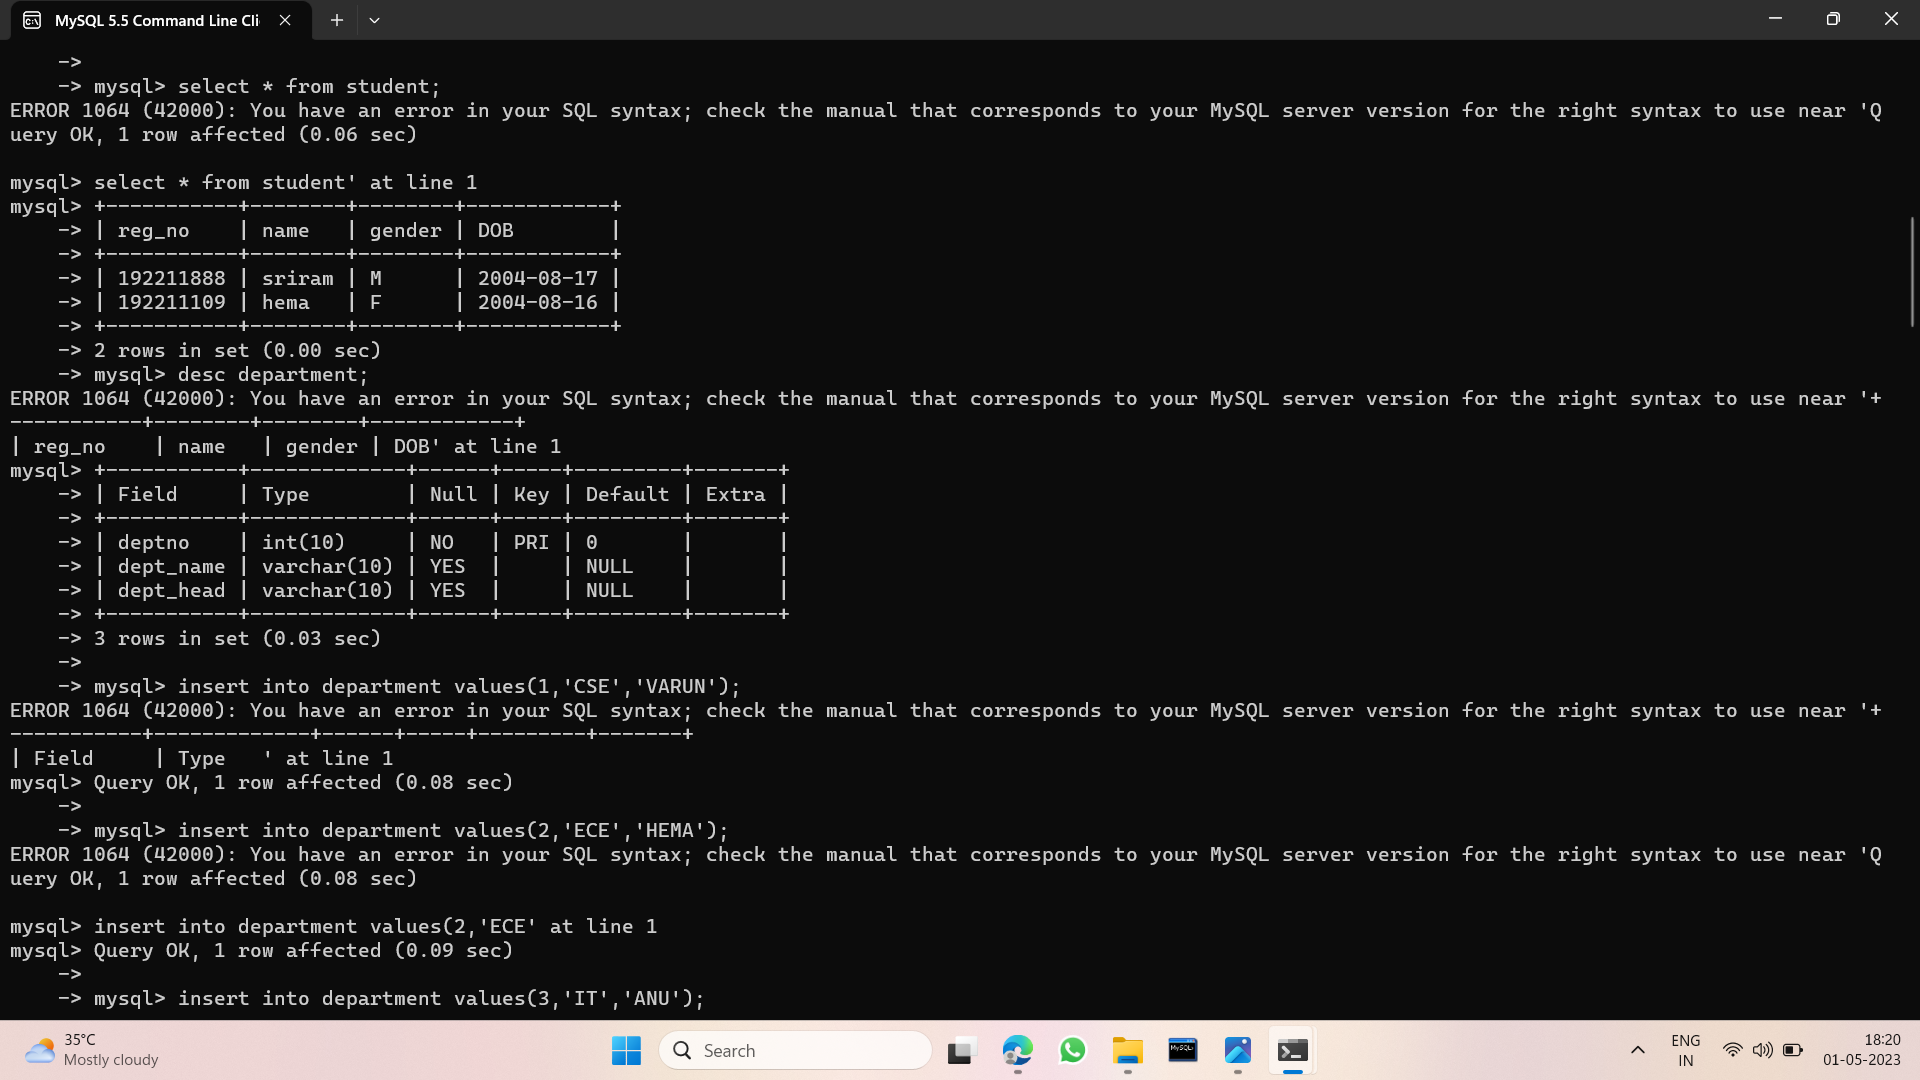 MySQL 5.5 Command Line Cli
    ->
    -> mysql> select * from student;
ERROR 1064 (42000): You have an error in your SQL syntax; check the manual that corresponds to your MySQL server version for the right syntax to use near 'Q
uery OK, 1 row affected (0.06 sec)

mysql> select * from student' at line 1
mysql> +-----------+--------+--------+------------+
    -> | reg_no    | name   | gender | DOB        |
    -> +-----------+--------+--------+------------+
    -> | 192211888 | sriram | M      | 2004-08-17 |
    -> | 192211109 | hema   | F      | 2004-08-16 |
    -> +-----------+--------+--------+------------+
    -> 2 rows in set (0.00 sec)
    -> mysql> desc department;
ERROR 1064 (42000): You have an error in your SQL syntax; check the manual that corresponds to your MySQL server version for the right syntax to use near '+
-----------+--------+--------+------------+
| reg_no    | name   | gender | DOB' at line 1
mysql> +-----------+-------------+------+-----+---------+-------+
    -> | Field     | Type        | Null | Key | Default | Extra |
    -> +-----------+-------------+------+-----+---------+-------+
    -> | deptno    | int(10)     | NO   | PRI | 0       |       |
    -> | dept_name | varchar(10) | YES  |     | NULL    |       |
    -> | dept_head | varchar(10) | YES  |     | NULL    |       |
    -> +-----------+-------------+------+-----+---------+-------+
    -> 3 rows in set (0.03 sec)
    ->
    -> mysql> insert into department values(1,'CSE','VARUN');
ERROR 1064 (42000): You have an error in your SQL syntax; check the manual that corresponds to your MySQL server version for the right syntax to use near '+
-----------+-------------+------+-----+---------+-------+
| Field     | Type   ' at line 1
mysql> Query OK, 1 row affected (0.08 sec)
    ->
    -> mysql> insert into department values(2,'ECE','HEMA');
ERROR 1064 (42000): You have an error in your SQL syntax; check the manual that corresponds to your MySQL server version for the right syntax to use near 'Q
uery OK, 1 row affected (0.08 sec)

mysql> insert into department values(2,'ECE' at line 1
mysql> Query OK, 1 row affected (0.09 sec)
    ->
    -> mysql> insert into department values(3,'IT','ANU');
35°C
Mostly cloudy
Search
MySQL
ENG
IN
18:20
01-05-2023